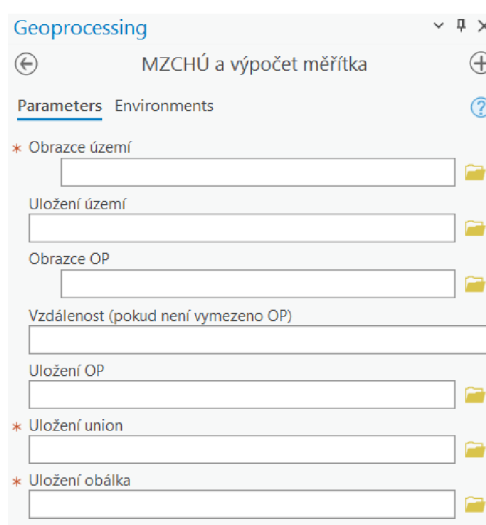 Geoprocessing
MZCHÚ a výpočet měřítka
Parameters Environments
* Obrazce území
Uložení území
Obrazce OP
Vzdálenost (pokud není vymezeno OP)
Uložení OP
* Uložení union
* Uložení obálka